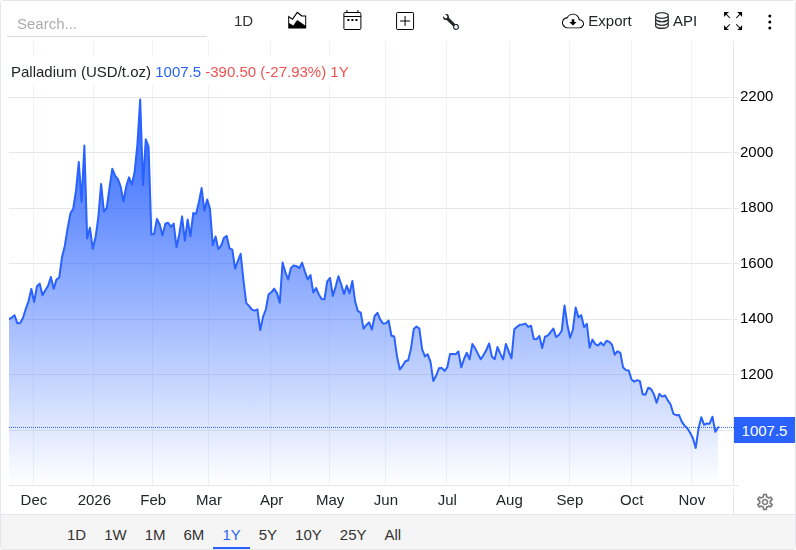 Search...
1D
Export
API
Palladium (USD/t.oz) 1007.5 -390.50 (-27.93%) 1Y
2200
2000
1800
1600
1400
1200
1007.5
Dec 2026 Feb Mar Apr May Jun Jul Aug Sep Oct Nov
1D 1W 1M 6M 1Y 5Y 10Y 25Y All